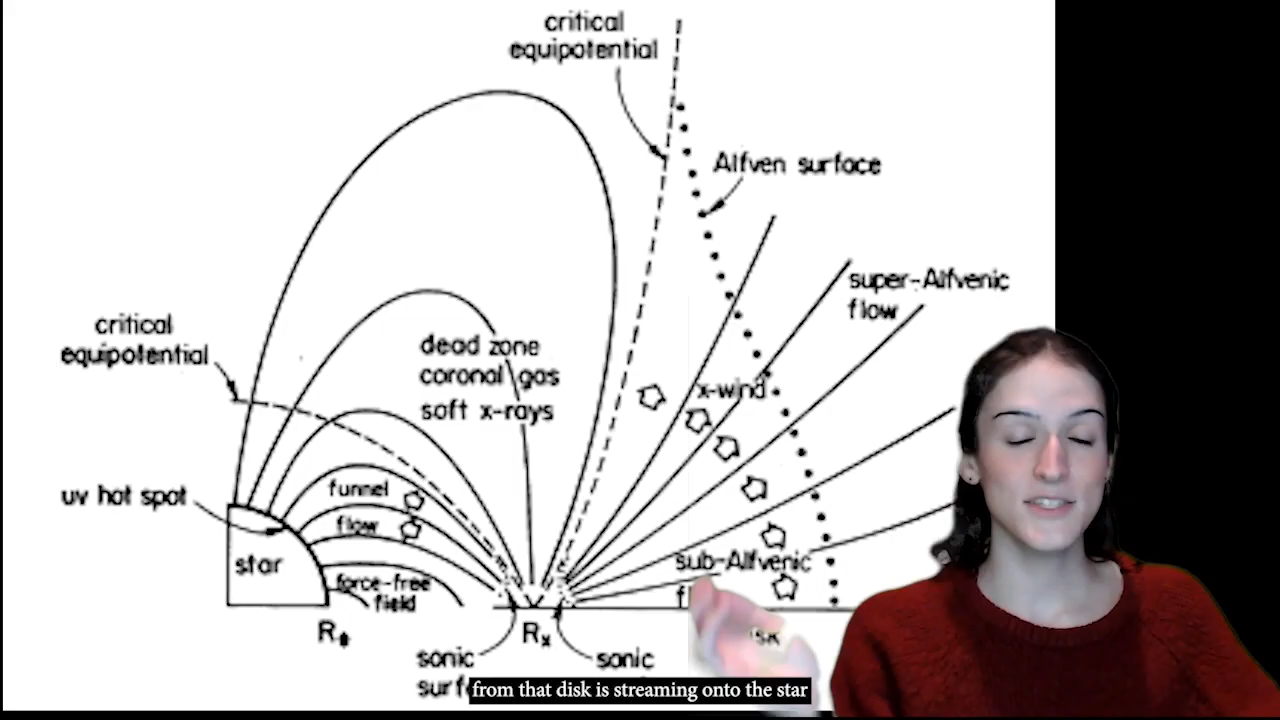 critical
equipotential
Alfven surface
super-Alfvenic
flow
critical
equipotential
dead zone
coronal gas
soft x-rays
x-wind
uv hot spot
funnel
flow
star
force-free
field
sub-Alfvenic
R*
Rx
sonic
sonic
from that disk is streaming onto the star